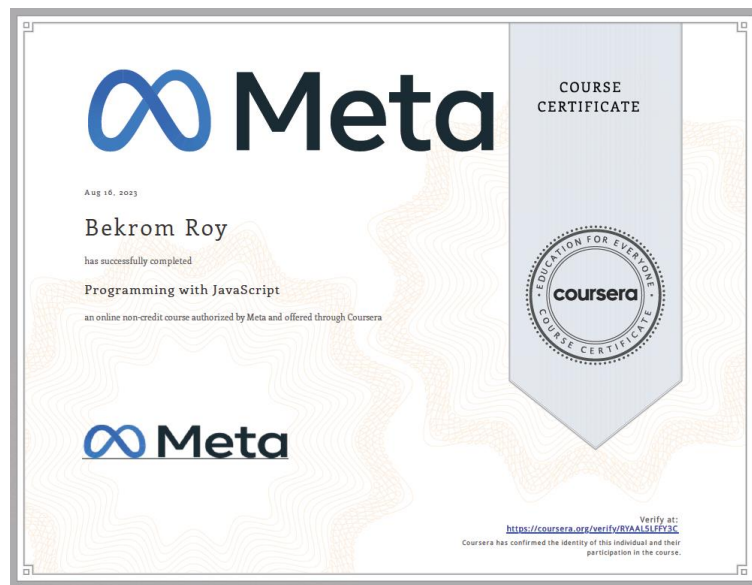 Meta
COURSE
CERTIFICATE
Aug 16, 2023
Bekrom Roy
has successfully completed
Programming with JavaScript
an online non-credit course authorized by Meta and offered through Coursera
EDUCATION FOR EVERYONE
coursera
COURSE CERTIFICATE
Meta
Verify at:
https://coursera.org/verify/RYAAL5LFFY3C
Coursera has confirmed the identity of this individual and their
participation in the course.